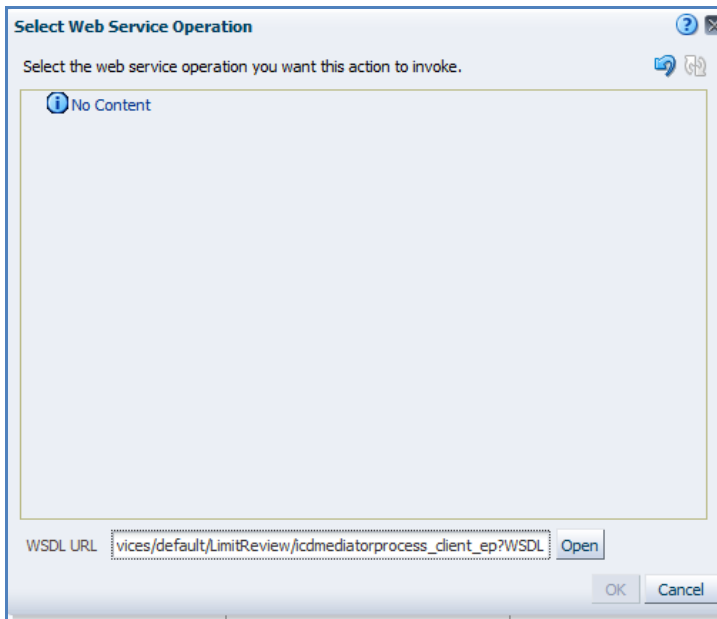 Select Web Service Operation
Select the web service operation you want this action to invoke.
No Content
WSDL URL vices/default/LimitReview/icdmediatorprocess_client_ep?WSDL Open
OK Cancel